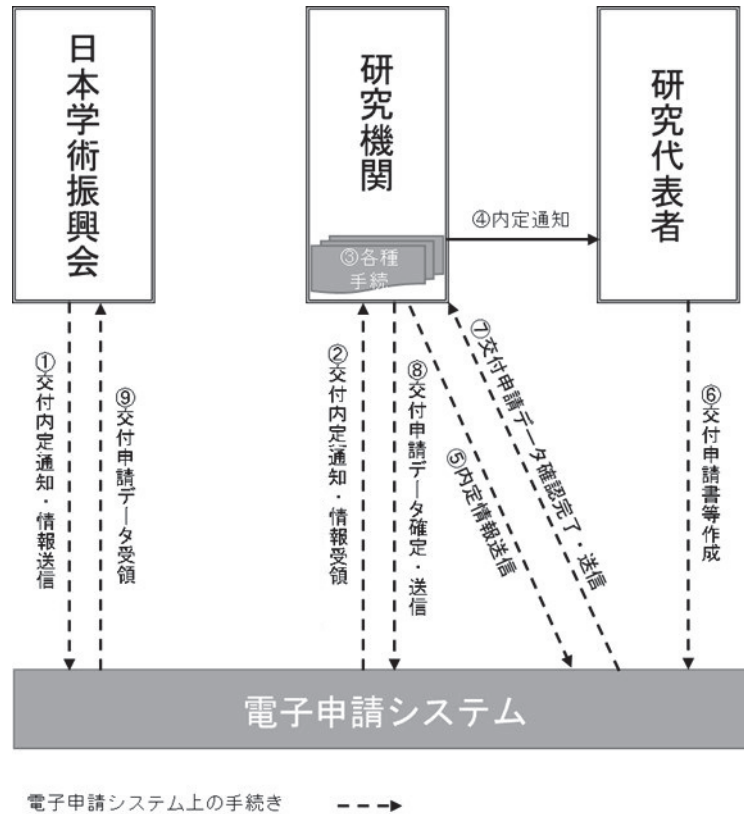 日本学術振興会
研究機関
研究代表者
③各種
手続
④内定通知
①交付内定通知・情報送信
⑨交付申請データ受領
②交付内定通知・情報受領
⑧交付申請データ確定・送信
⑤内定情報送信
⑦交付申請データ確認完了・送信
⑥交付申請書等作成
電子申請システム
電子申請システム上の手続き